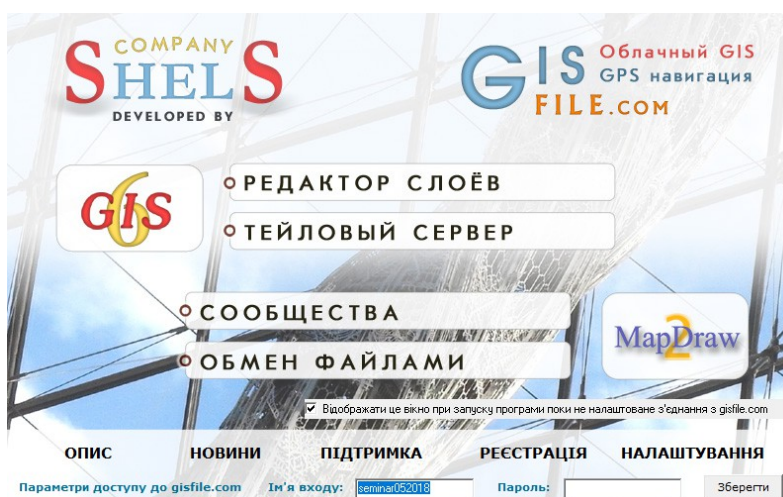 COMPANY
SHELS
DEVELOPED BY
GIS
FILE.COM
Облачный GIS
GPS навигация
GIS 6
РЕДАКТОР СЛОЁВ
ТЕЙЛОВЫЙ СЕРВЕР
СООБЩЕСТВА
ОБМЕН ФАЙЛАМИ
MapDraw 2
Відображати це вікно при запуску програми поки не налаштоване з'єднання з gisfile.com
ОПИС НОВИНИ ПІДТРИМКА РЕЄСТРАЦІЯ НАЛАШТУВАННЯ
Параметри доступу до gisfile.com Ім'я входу: seminar052018 Пароль: Зберегти